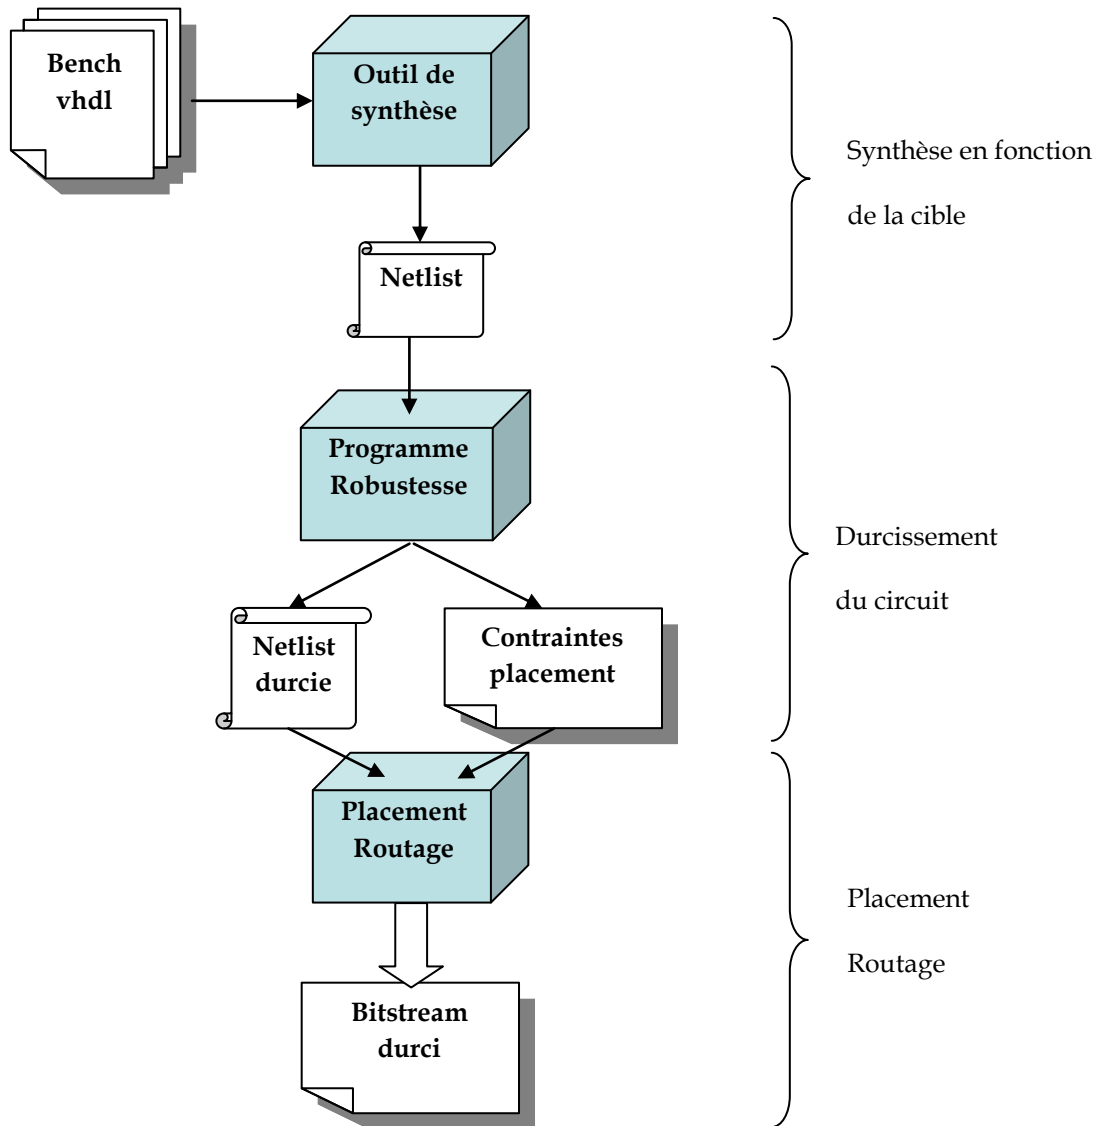 Bench
vhdl
Outil de
synthèse
Synthèse en fonction
de la cible
Netlist
Programme
Robustesse
Durcissement
du circuit
Netlist
durcie
Contraintes
placement
Placement
Routage
Placement
Routage
Bitstream
durci